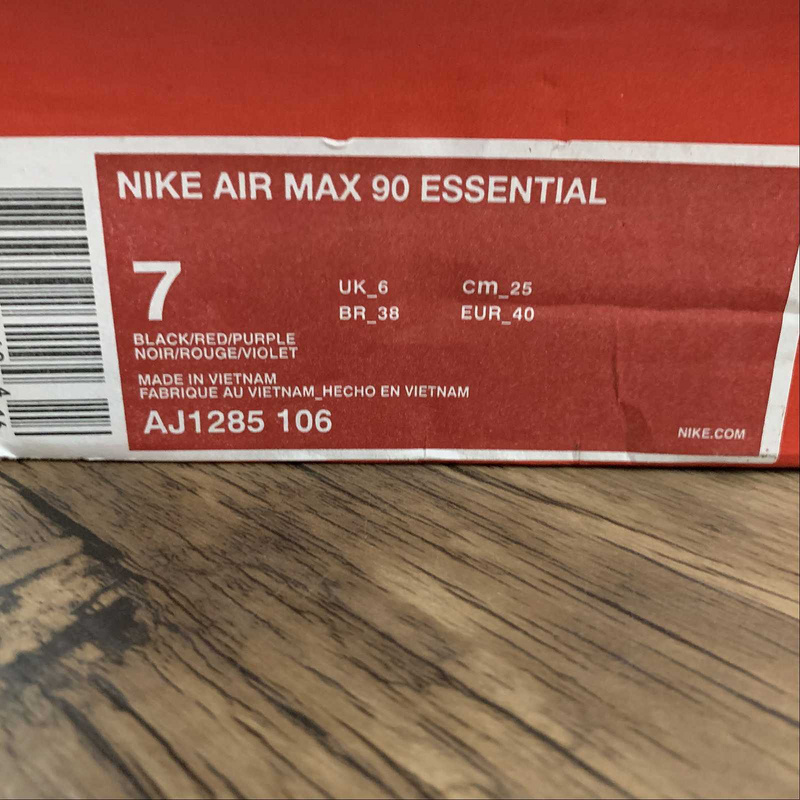 NIKE AIR MAX 90 ESSENTIAL
7
UK_6 cm_25
BR_38 EUR_40
BLACK/RED/PURPLE
NOIR/ROUGE/VIOLET
MADE IN VIETNAM
FABRIQUE AU VIETNAM_HECHO EN VIETNAM
AJ1285 106
NIKE.COM